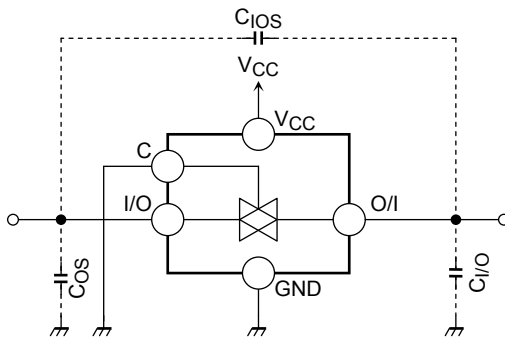 CIOS
VCC
VCC
C
I/O
O/I
COS
GND
CI/O